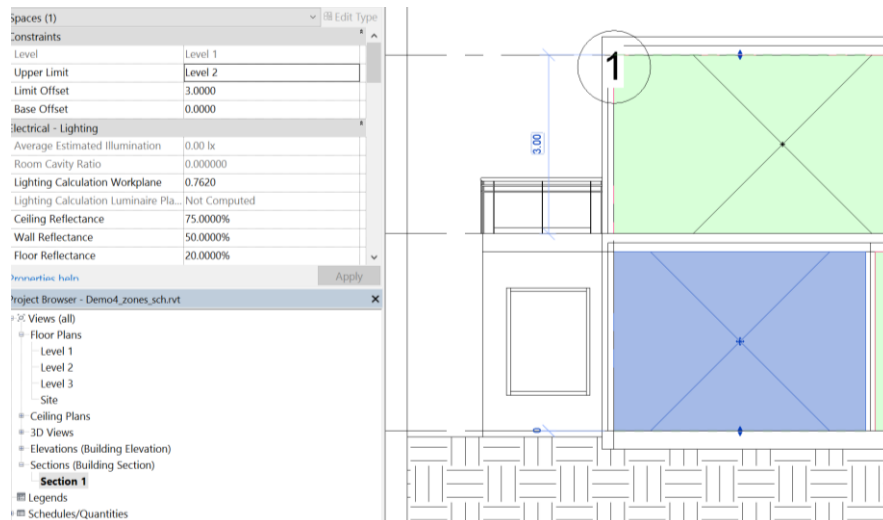 Spaces (1) Edit Type
Constraints
Level Level 1
Upper Limit Level 2
Limit Offset 3.0000
Base Offset 0.0000
Electrical - Lighting
Average Estimated Illumination 0.00 lx
Room Cavity Ratio 0.000000
Lighting Calculation Workplane 0.7620
Lighting Calculation Luminaire Pla... Not Computed
Ceiling Reflectance 75.0000%
Wall Reflectance 50.0000%
Floor Reflectance 20.0000%
Properties help Apply
Project Browser - Demo4_zones_sch.rvt
Views (all)
Floor Plans
Level 1
Level 2
Level 3
Site
Ceiling Plans
3D Views
Elevations (Building Elevation)
Sections (Building Section)
Section 1
Legends
Schedules/Quantities
1
3.00
0